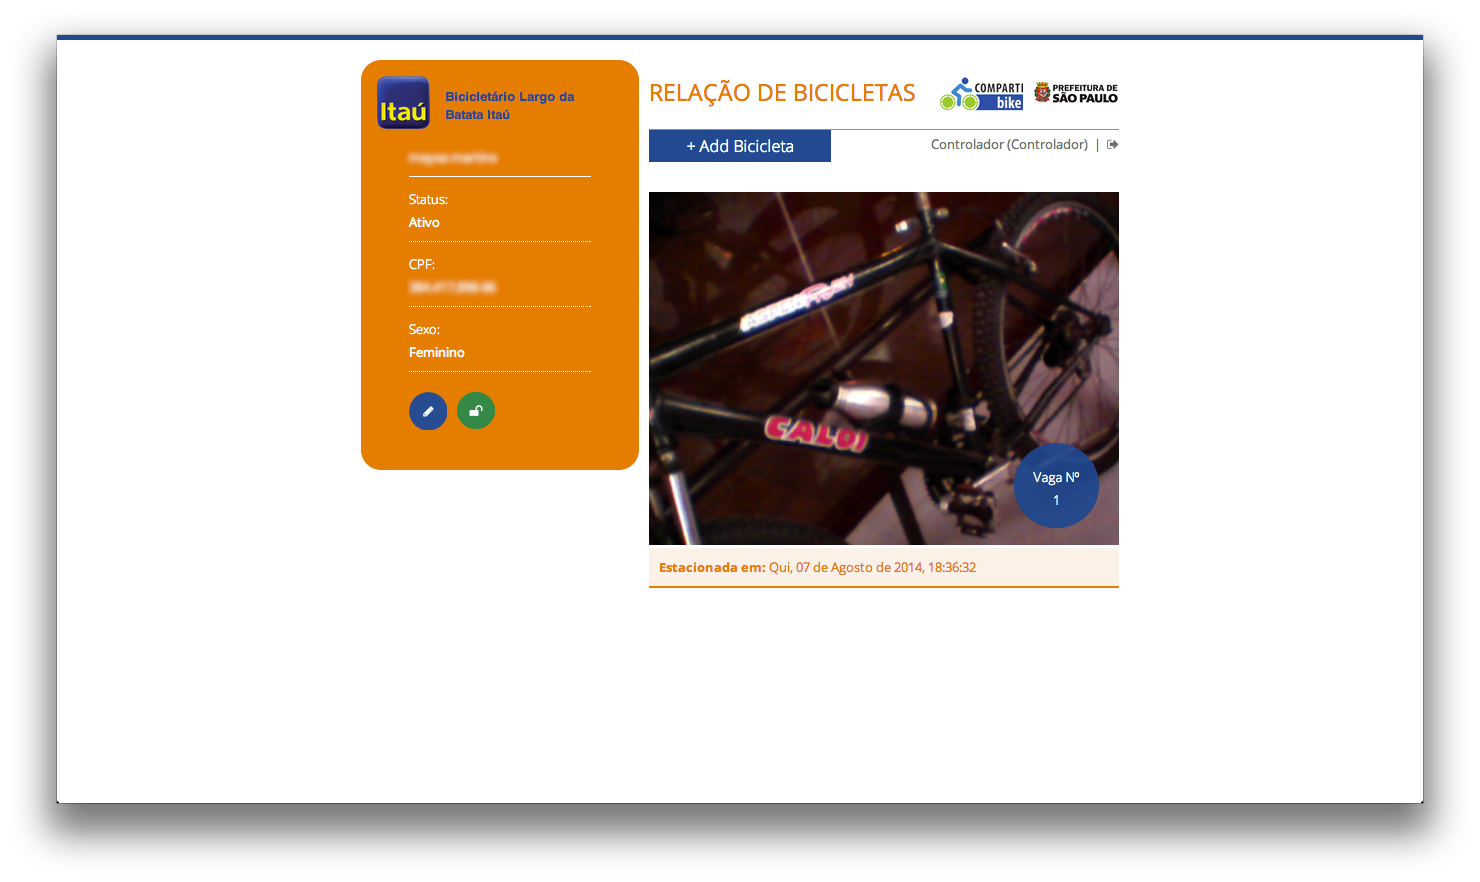 Itaú
Bicicletário Largo da
Batata Itaú
Status:
Ativo
CPF:
Sexo:
Feminino
RELAÇÃO DE BICICLETAS
COMPARTI
bike
PREFEITURA DE
SÃO PAULO
+ Add Bicicleta
Controlador (Controlador) |
CALOI
Vaga Nº
1
Estacionada em: Qui, 07 de Agosto de 2014, 18:36:32